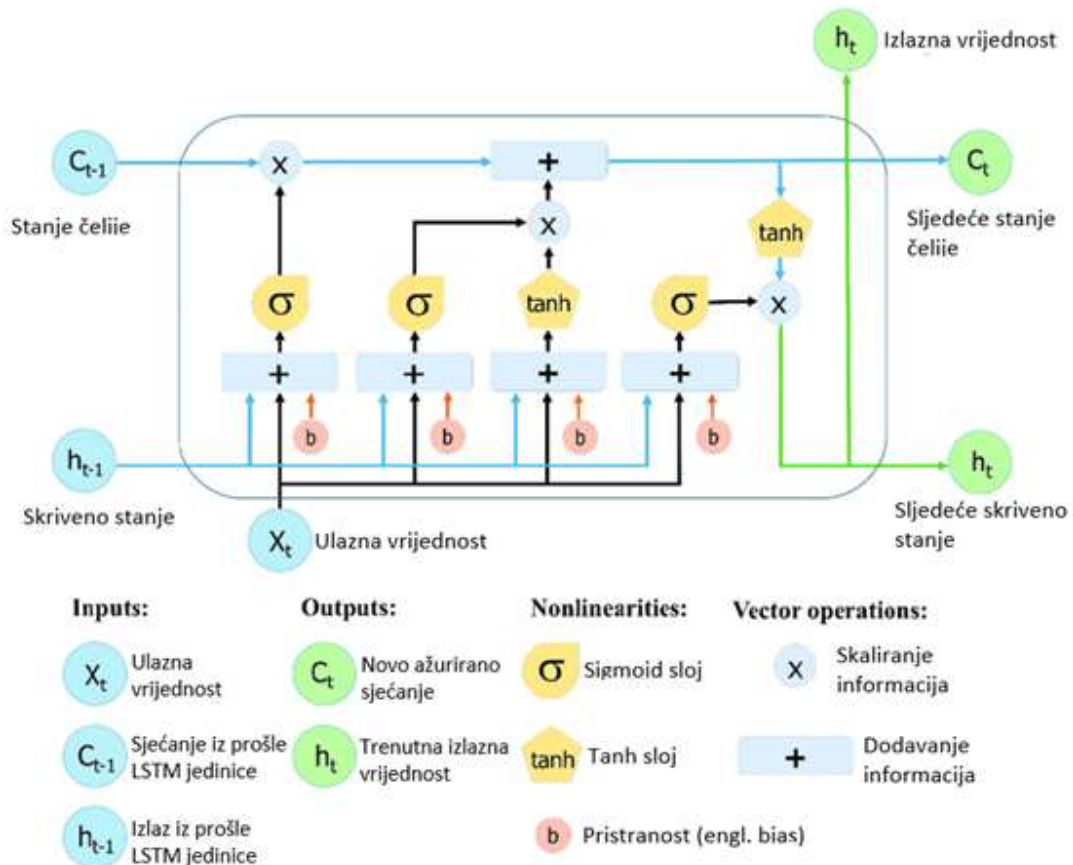 hₜ Izlazna vrijednost
Cₜ₋₁
x
+
Cₜ
Stanje čeliie
x
tanh
Sljedeće stanje
čeliie
σ
σ
tanh
σ
x
+
+
+
+
b
b
b
b
hₜ₋₁
hₜ
Skriveno stanje
Xₜ Ulazna vrijednost
Sljedeće skriveno
stanje
Inputs:
Outputs:
Nonlinearities:
Vector operations:
Xₜ
Ulazna
vrijednost
Cₜ
Novo ažurirano
sjećanje
σ Sigmoid sloj
x
Skaliranje
informacija
Cₜ₋₁
Sjećanje iz prošle
LSTM jedinice
hₜ
Trenutna izlazna
vrijednost
tanh Tanh sloj
+
Dodavanje
informacija
hₜ₋₁
Izlaz iz prošle
LSTM jedinice
b Pristranost (engl. bias)